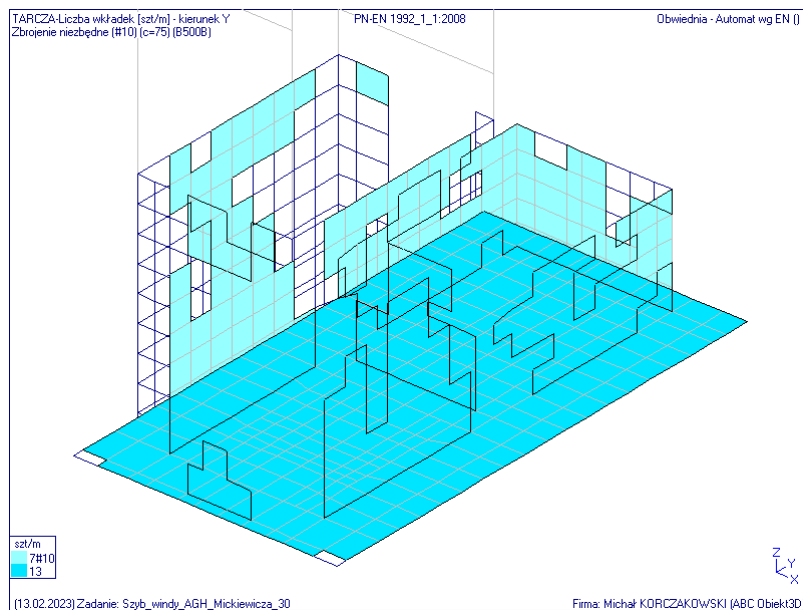 TARCZA-Liczba wkładek [szt/m] - kierunek Y
PN-EN 1992_1_1:2008
Obwiednia - Automat wg EN ()
Zbrojenie niezbędne (#10) (c=75) (B500B)
szt/m
7#10
13
Z
Y
X
(13.02.2023) Zadanie: Szyb_windy_AGH_Mickiewicza_30
Firma: Michał KORCZAKOWSKI (ABC Obiekt3D